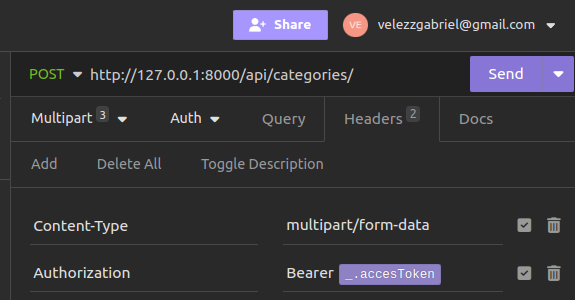 Share VE velezzgabriel@gmail.com
POST http://127.0.0.1:8000/api/categories/ Send
Multipart 3 Auth Query Headers 2 Docs
Add Delete All Toggle Description
Content-Type multipart/form-data
Authorization Bearer _.accesToken